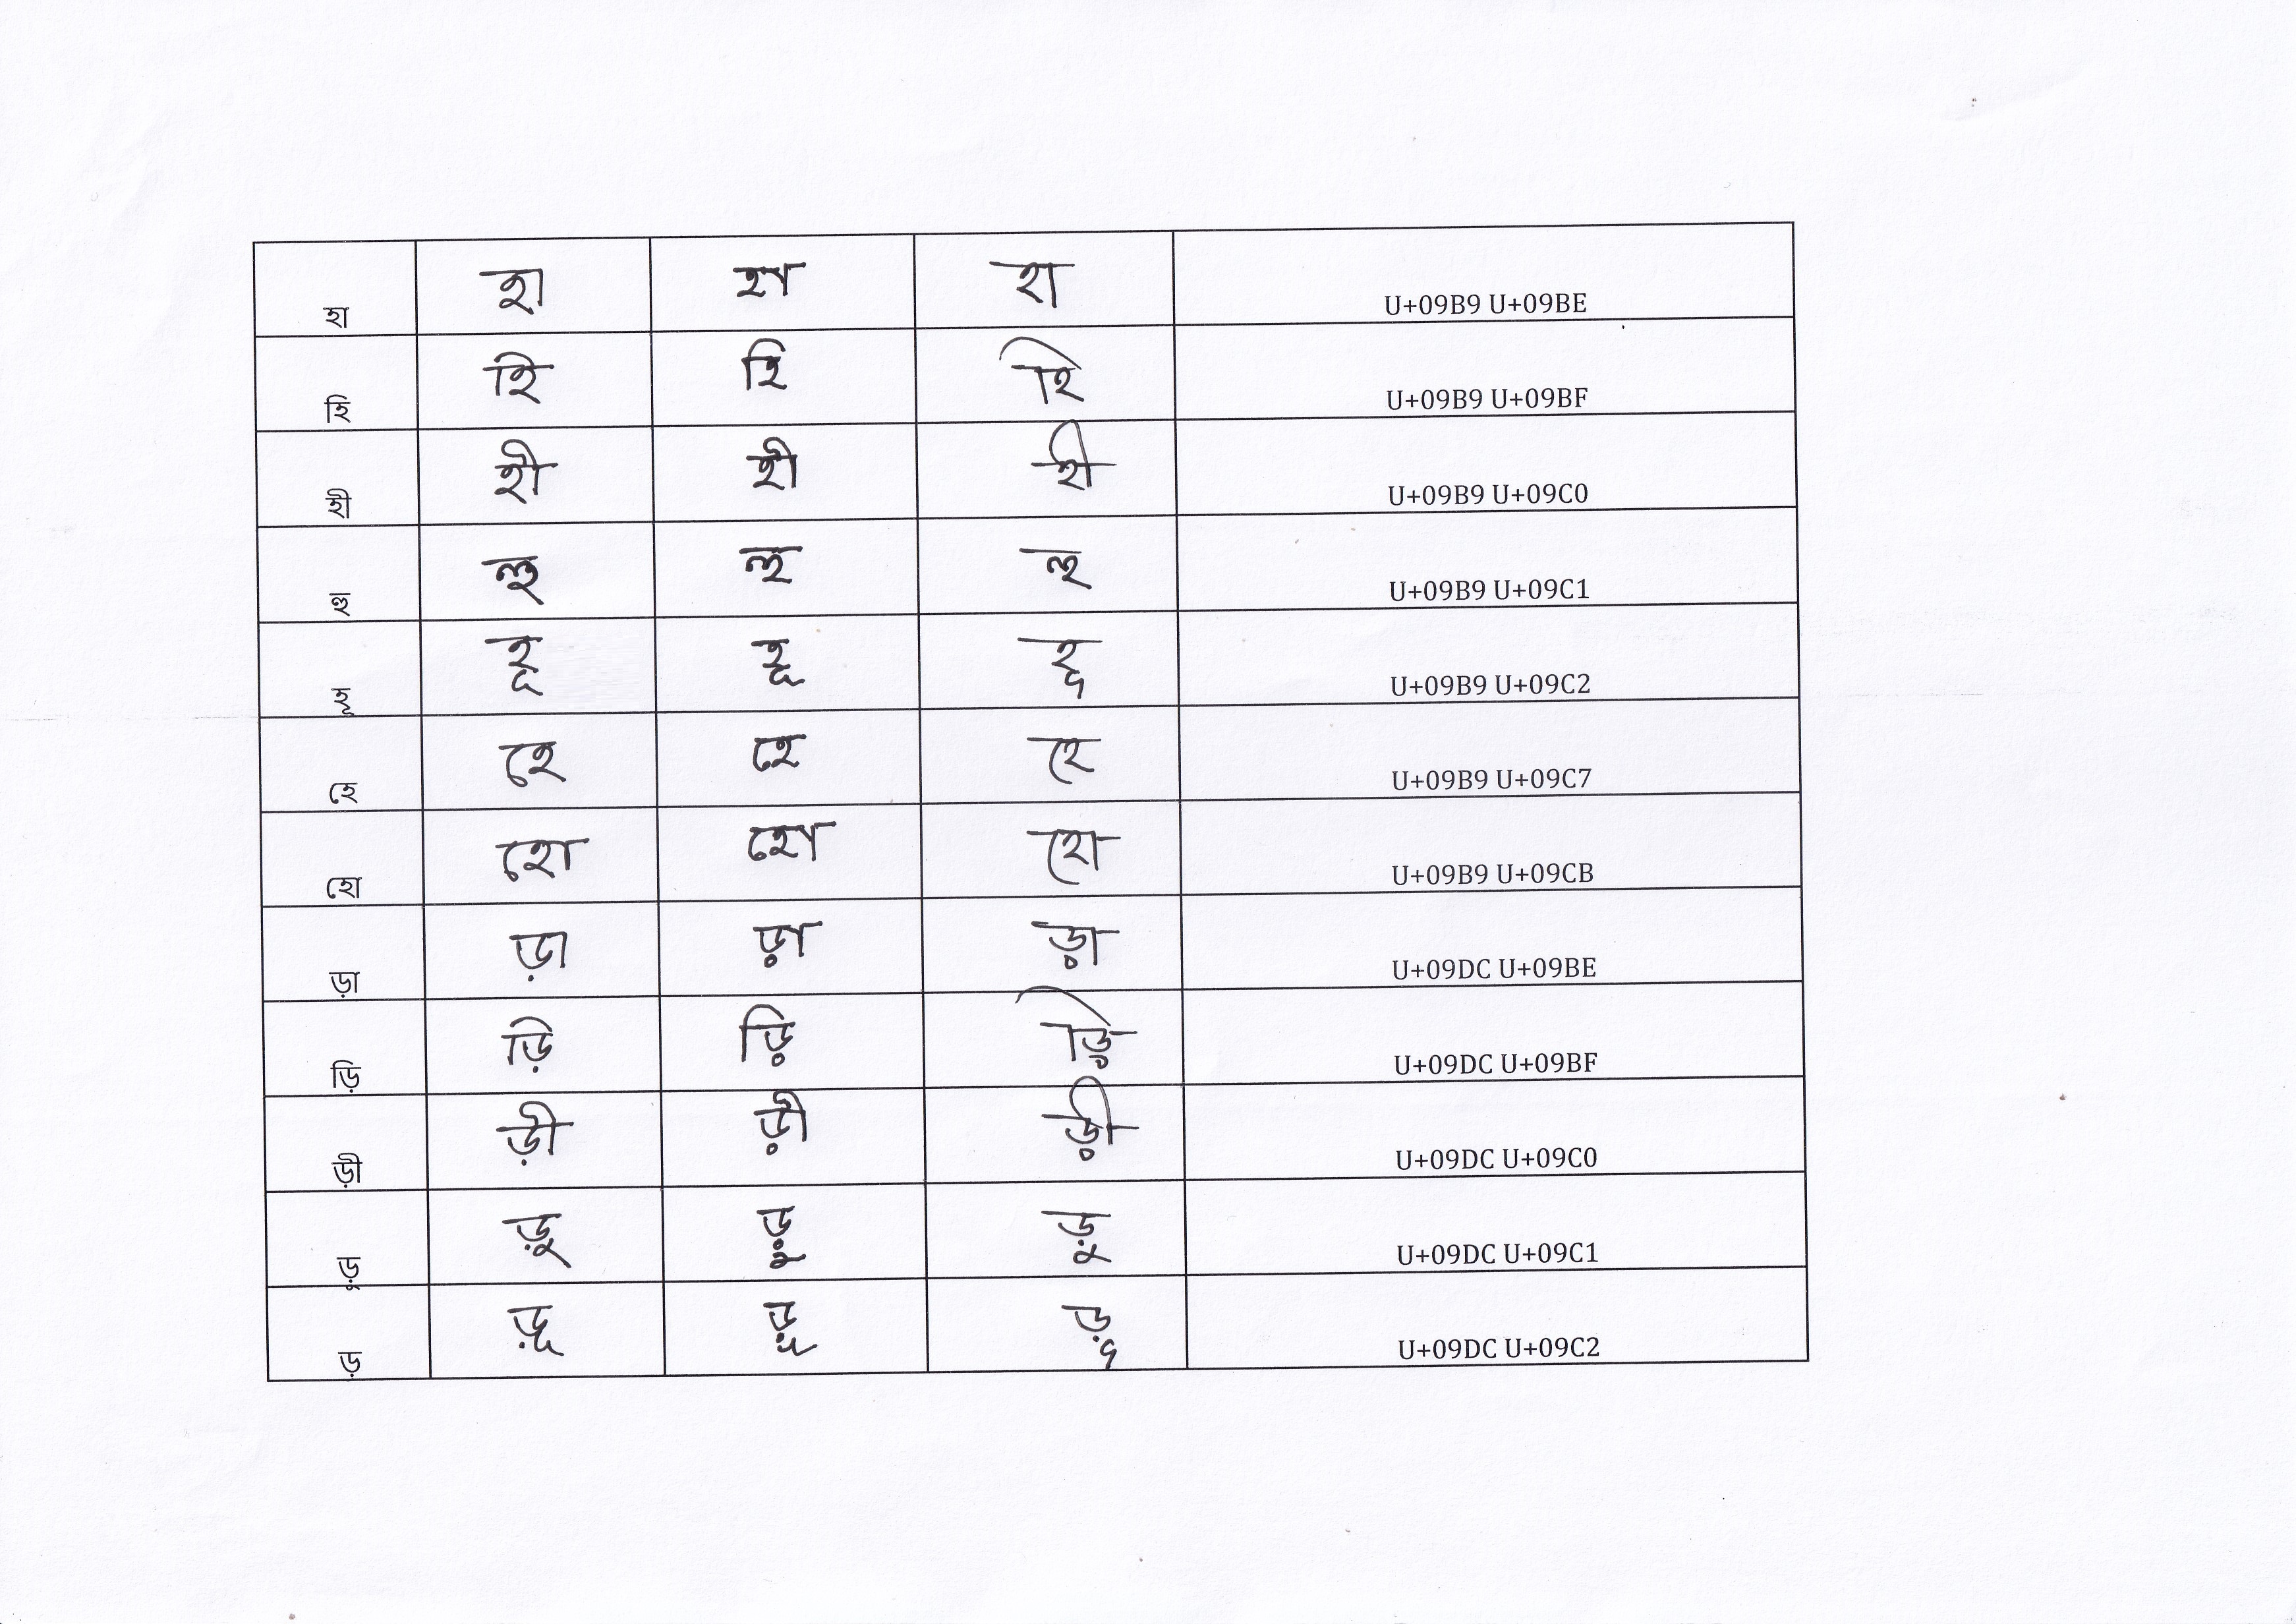 হা হা হা হা U+09B9 U+09BE
হি হি হি হি U+09B9 U+09BF
হী হী হী হী U+09B9 U+09C0
হু হু হু হু U+09B9 U+09C1
হূ হূ হূ হূ U+09B9 U+09C2
হে হে হে হে U+09B9 U+09C7
হো হো হো হো U+09B9 U+09CB
ড়া ড়া ড়া ড়া U+09DC U+09BE
ড়ি ড়ি ড়ি ড়ি U+09DC U+09BF
ড়ী ড়ী ড়ী ড়ী U+09DC U+09C0
ড়ু ড়ু ড়ু ড়ু U+09DC U+09C1
ড় ড়ূ ড়ূ ড়ূ U+09DC U+09C2